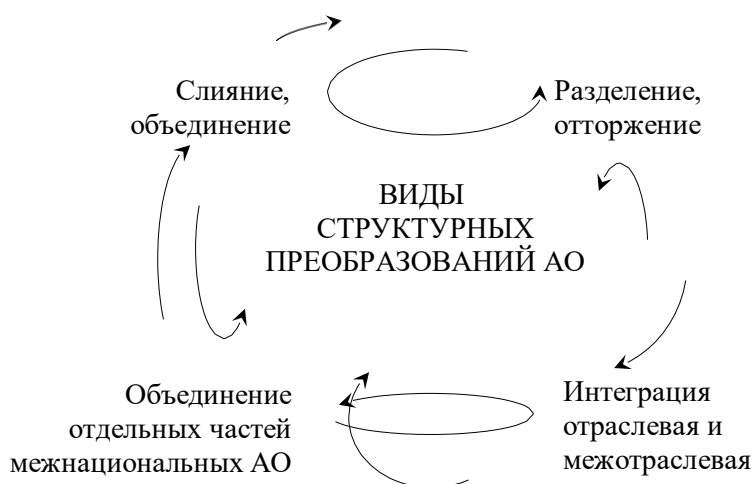 Слияние,
объединение
Разделение,
отторжение
ВИДЫ
СТРУКТУРНЫХ
ПРЕОБРАЗОВАНИЙ АО
Объединение
отдельных частей
межнациональных АО
Интеграция
отраслевая и
межотраслевая